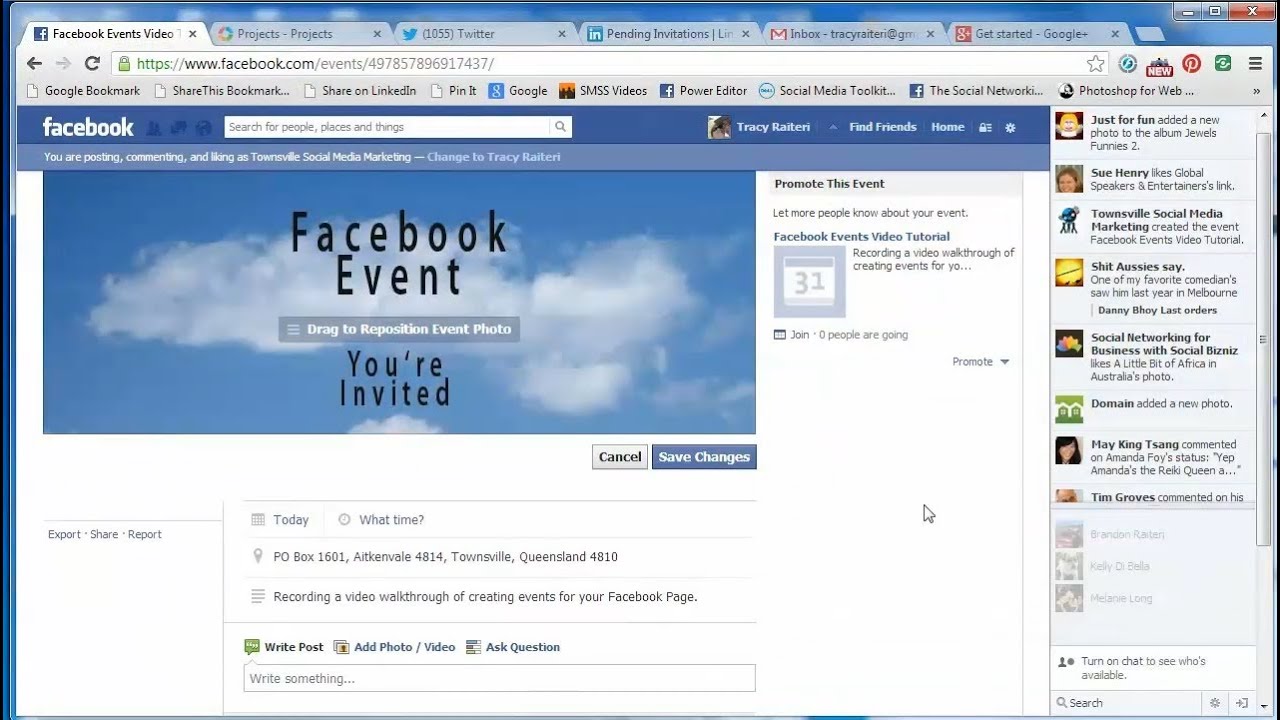 Facebook Events Video T
Projects - Projects
(1055) Twitter
Pending Invitations | Lin
Inbox - tracyraiteri@gm
Get started - Google+
https://www.facebook.com/events/497857896917437/
NEW
Google Bookmark
ShareThis Bookmark...
Share on LinkedIn
Pin It
Google
SMSS Videos
Power Editor
Social Media Toolkit...
The Social Networki...
Photoshop for Web ...
»
facebook
Search for people, places and things
Tracy Raiteri
Find Friends
Home
You are posting, commenting, and liking as Townsville Social Media Marketing — Change to Tracy Raiteri
Facebook
Event
Drag to Reposition Event Photo
You're
Invited
Cancel
Save Changes
Export · Share · Report
Today
What time?
PO Box 1601, Aitkenvale 4814, Townsville, Queensland 4810
Recording a video walkthrough of creating events for your Facebook Page.
Write Post
Add Photo / Video
Ask Question
Write something...
Promote This Event
Let more people know about your event.
Facebook Events Video Tutorial
31
Recording a video walkthrough of
creating events for yo...
Join · 0 people are going
Promote
Just for fun added a new
photo to the album Jewels
Funnies 2.
Sue Henry likes Global
Speakers & Entertainers's link.
Townsville Social Media
Marketing created the event
Facebook Events Video Tutorial.
Shit Aussies say.
One of my favorite comedian's
saw him last year in Melbourne
Danny Bhoy Last orders
Social Networking for
Business with Social Bizniz
likes A Little Bit of Africa in
Australia's photo.
Domain added a new photo.
May King Tsang commented
on Amanda Foy's status: "Yep
Amanda's the Reiki Queen a..."
Tim Groves commented on his
Brandon Raiteri
Kelly Di Bella
Melanie Long
Turn on chat to see who's
available.
Search